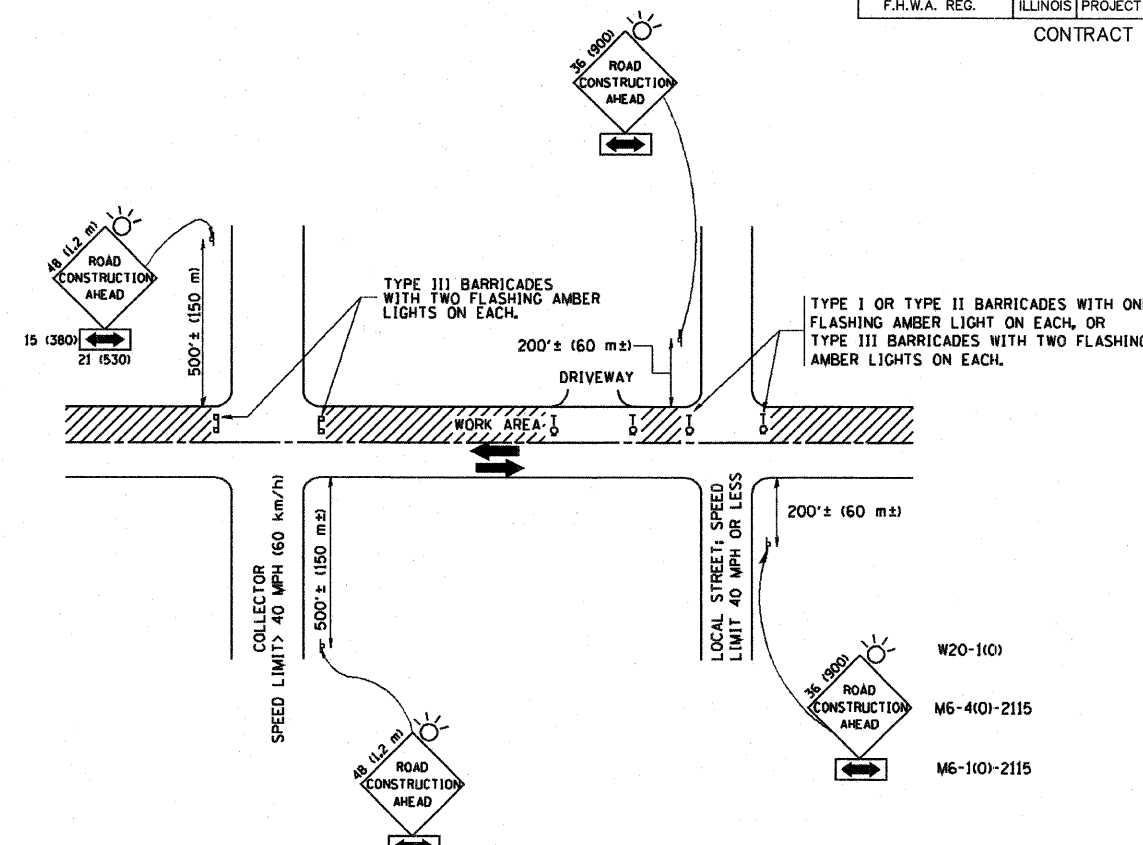 F.H.W.A. REG.
ILLINOIS
PROJECT
CONTRACT
36 (900)
ROAD
CONSTRUCTION
AHEAD
48 (1.2 m)
ROAD
CONSTRUCTION
AHEAD
15 (380)
21 (530)
500'± (150 m)
TYPE III BARRICADES
WITH TWO FLASHING AMBER
LIGHTS ON EACH.
200'± (60 m±)
DRIVEWAY
TYPE I OR TYPE II BARRICADES WITH ONE
FLASHING AMBER LIGHT ON EACH, OR
TYPE III BARRICADES WITH TWO FLASHING
AMBER LIGHTS ON EACH.
WORK AREA
COLLECTOR
SPEED LIMIT> 40 MPH (60 km/h)
500'± (150 m±)
LOCAL STREET; SPEED
LIMIT 40 MPH OR LESS
200'± (60 m±)
36 (900)
ROAD
CONSTRUCTION
AHEAD
W20-1(O)
M6-4(O)-2115
M6-1(O)-2115
48 (1.2 m)
ROAD
CONSTRUCTION
AHEAD